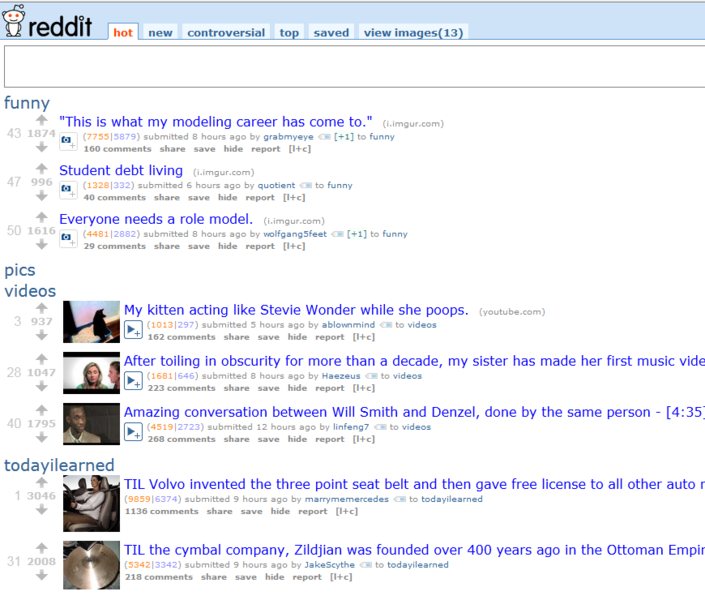 reddit hot new controversial top saved view images(13)
funny
43 1874 "This is what my modeling career has come to." (i.imgur.com)
(7755|5879) submitted 8 hours ago by grabmyeye [+1] to funny
160 comments share save hide report [l+c]
47 996 Student debt living (i.imgur.com)
(1328|332) submitted 6 hours ago by quotient to funny
40 comments share save hide report [l+c]
50 1616 Everyone needs a role model. (i.imgur.com)
(4481|2882) submitted 8 hours ago by wolfgang5feet [+1] to funny
29 comments share save hide report [l+c]
pics
videos
3 937 My kitten acting like Stevie Wonder while she poops. (youtube.com)
(1013|297) submitted 5 hours ago by ablownmind to videos
162 comments share save hide report [l+c]
28 1047 After toiling in obscurity for more than a decade, my sister has made her first music vide
(1681|646) submitted 8 hours ago by Haezeus to videos
223 comments share save hide report [l+c]
40 1795 Amazing conversation between Will Smith and Denzel, done by the same person - [4:35]
(4519|2723) submitted 12 hours ago by linfeng7 to videos
268 comments share save hide report [l+c]
todayilearned
1 3046 TIL Volvo invented the three point seat belt and then gave free license to all other auto
(9859|6374) submitted 9 hours ago by marrymemercedes to todayilearned
1136 comments share save hide report [l+c]
31 2008 TIL the cymbal company, Zildjian was founded over 400 years ago in the Ottoman Empir
(5342|3342) submitted 9 hours ago by JakeScythe to todayilearned
218 comments share save hide report [l+c]